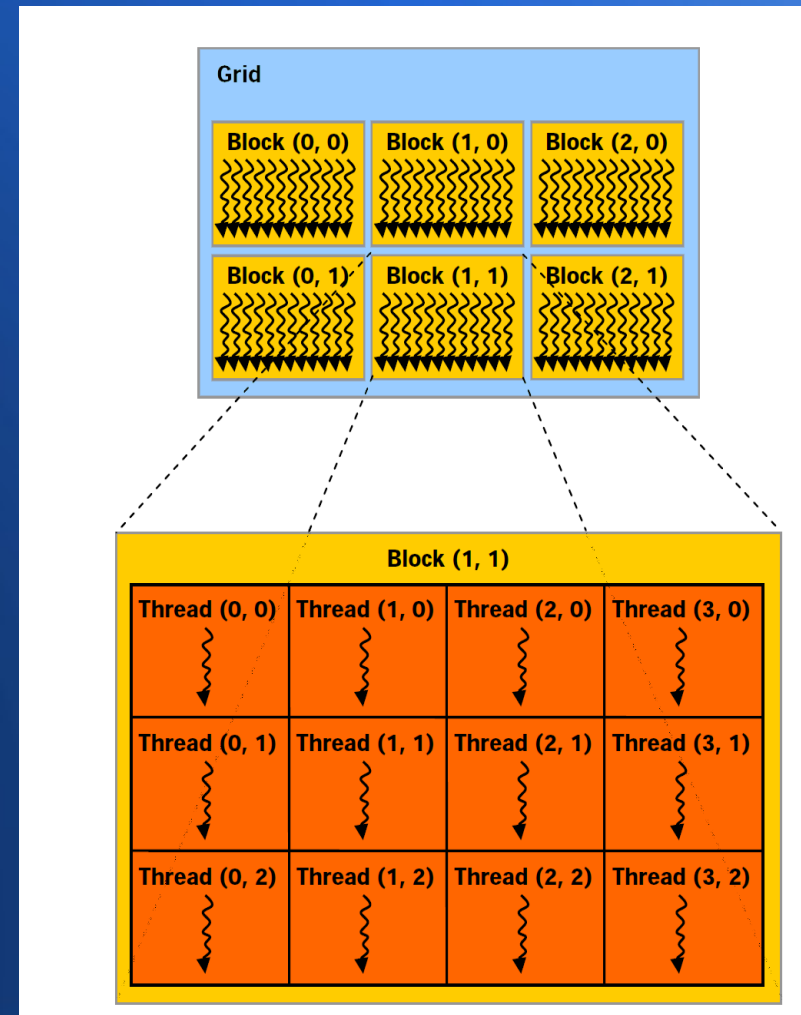 Grid
Block (0, 0) Block (1, 0) Block (2, 0)
Block (0, 1) Block (1, 1) Block (2, 1)
Block (1, 1)
Thread (0, 0) Thread (1, 0) Thread (2, 0) Thread (3, 0)
Thread (0, 1) Thread (1, 1) Thread (2, 1) Thread (3, 1)
Thread (0, 2) Thread (1, 2) Thread (2, 2) Thread (3, 2)